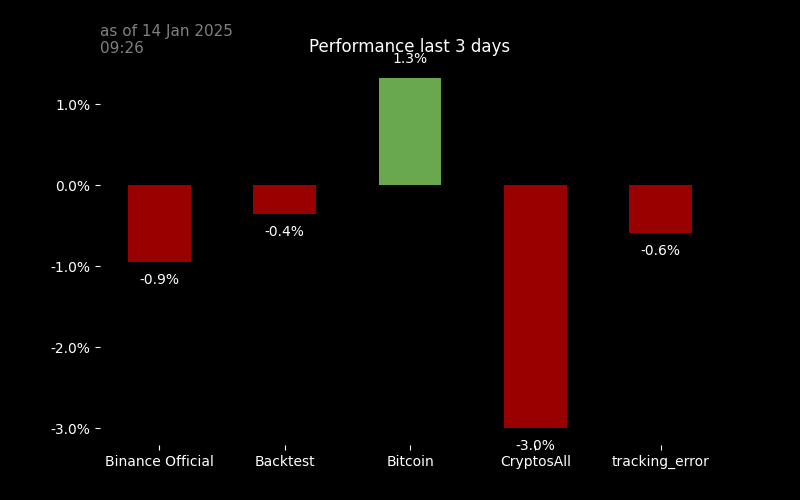 as of 14 Jan 2025
09:26
Performance last 3 days
1.3%
1.0%
0.0%
-1.0%
-2.0%
-3.0%
-0.9%
-0.4%
-3.0%
-0.6%
Binance Official
Backtest
Bitcoin
CryptosAll
tracking_error